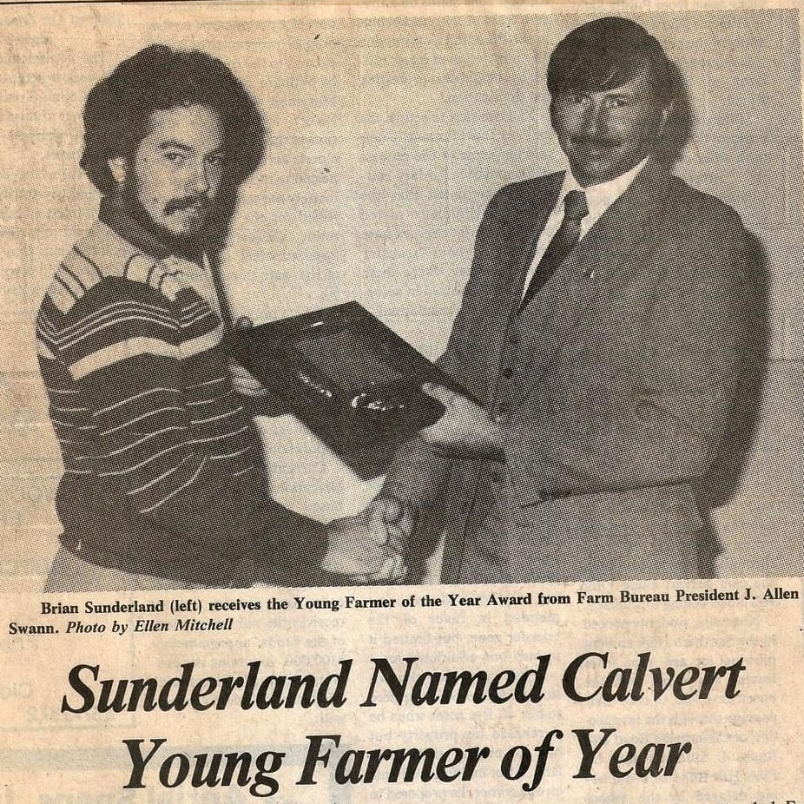 Brian Sunderland (left) receives the Young Farmer of the Year Award from Farm Bureau President J. Allen
Swann. Photo by Ellen Mitchell
Sunderland Named Calvert
Young Farmer of Year